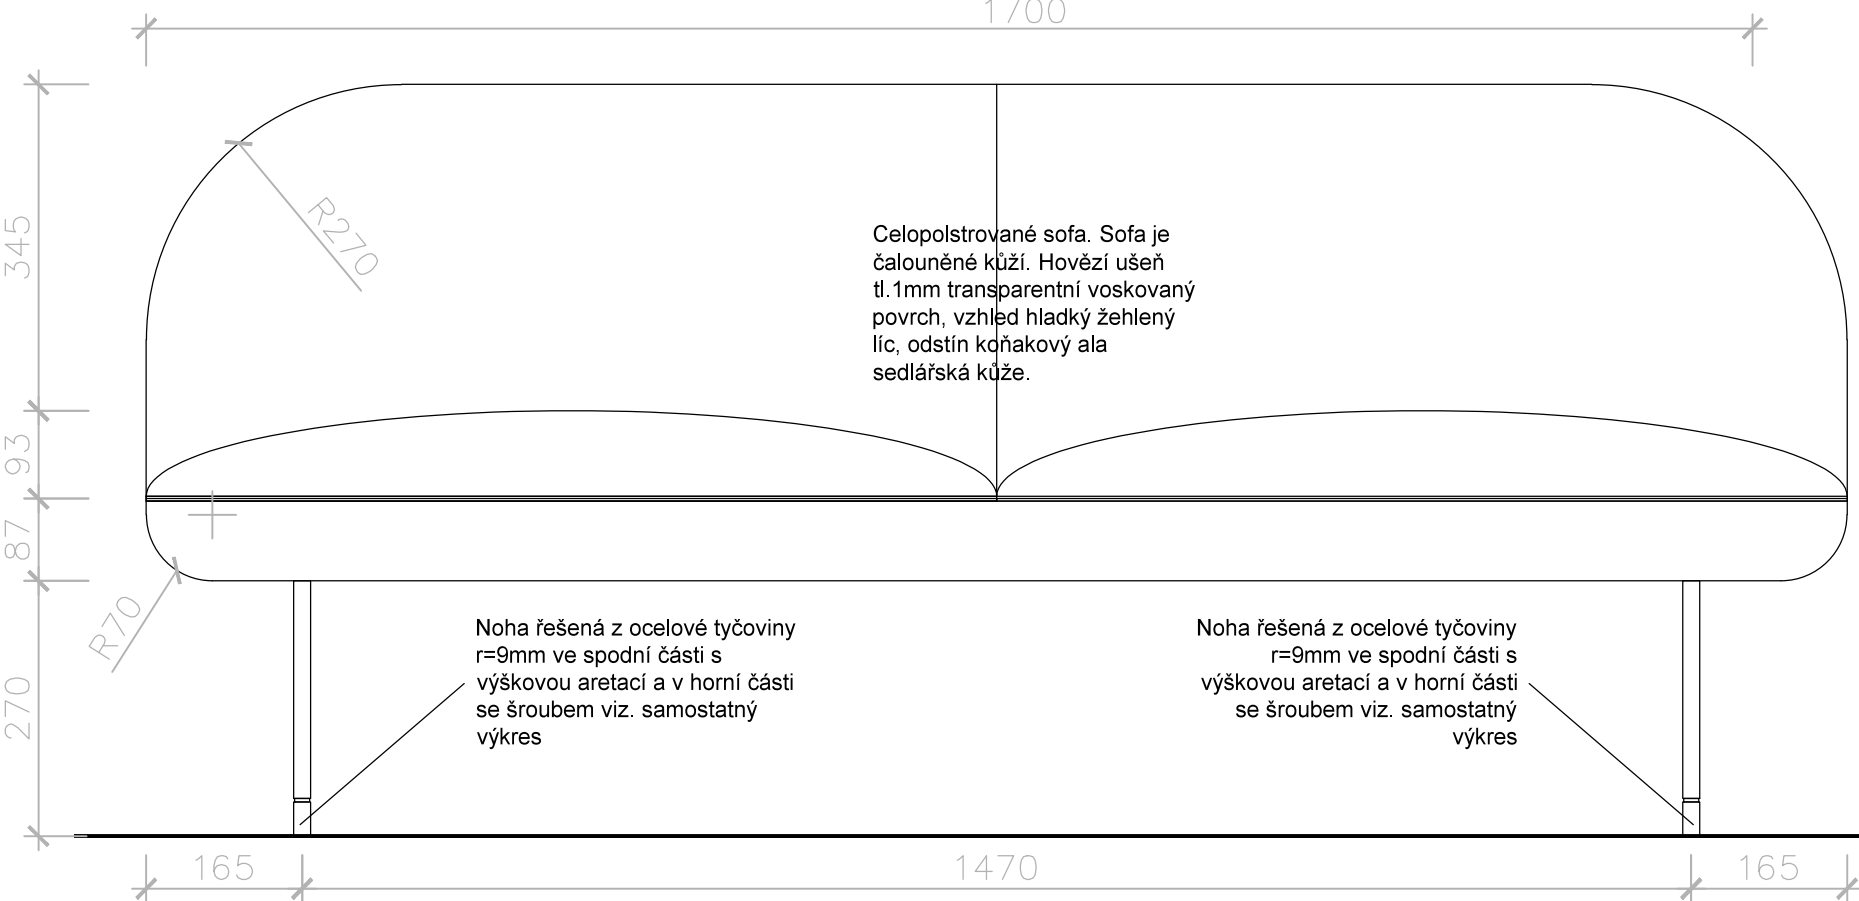 1700
R270
345
Celopolstrované sofa. Sofa je
čalouněné kůží. Hovězí useň
tl.1mm transparentní voskovaný
povrch, vzhled hladký žehlený
líc, odstín koňakový ala
sedlářská kůže.
93
87
R70
270
Noha řešená z ocelové tyčoviny
r=9mm ve spodní části s
výškovou aretací a v horní části
se šroubem viz. samostatný
výkres
Noha řešená z ocelové tyčoviny
r=9mm ve spodní části s
výškovou aretací a v horní části
se šroubem viz. samostatný
výkres
165
1470
165